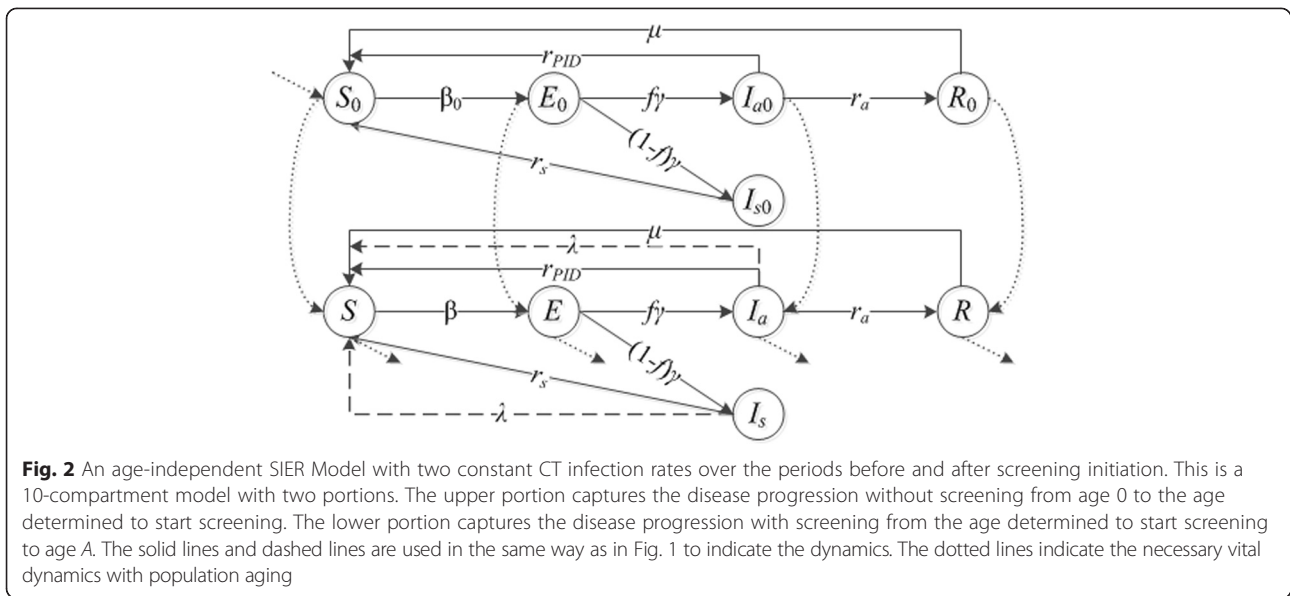 μ
r_PID
S_0 β_0 E_0 fγ I_a0 r_a R_0
(1-f)γ
r_s
I_s0
μ
λ
r_PID
S β E fγ I_a r_a R
(1-f)γ
r_s
λ I_s
Fig. 2 An age-independent SIER Model with two constant CT infection rates over the periods before and after screening initiation. This is a
10-compartment model with two portions. The upper portion captures the disease progression without screening from age 0 to the age
determined to start screening. The lower portion captures the disease progression with screening from the age determined to start screening
to age A. The solid lines and dashed lines are used in the same way as in Fig. 1 to indicate the dynamics. The dotted lines indicate the necessary vital
dynamics with population aging